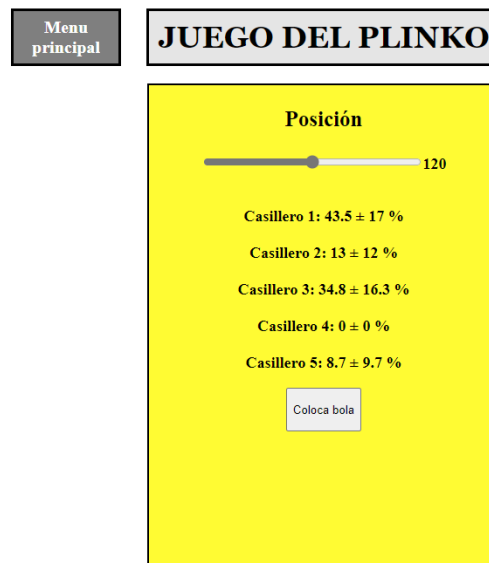 Menu
principal
JUEGO DEL PLINKO
Posición
120
Casillero 1: 43.5 ± 17 %
Casillero 2: 13 ± 12 %
Casillero 3: 34.8 ± 16.3 %
Casillero 4: 0 ± 0 %
Casillero 5: 8.7 ± 9.7 %
Coloca bola